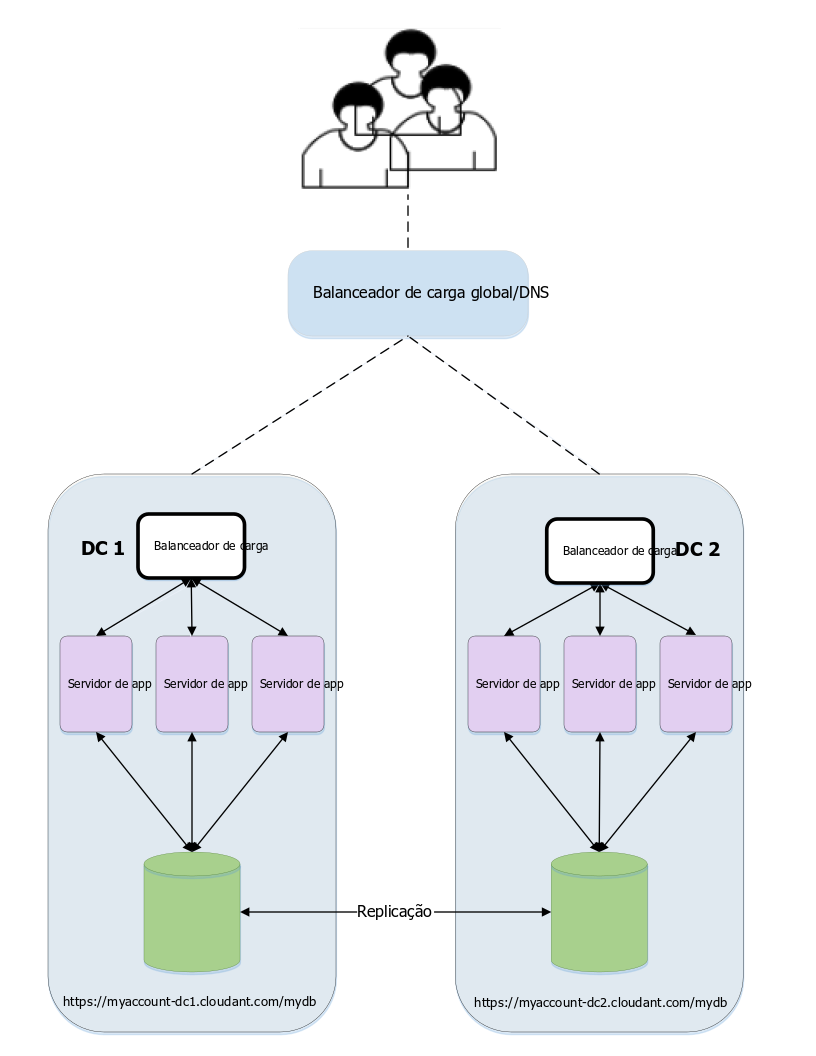 Balanceador de carga global/DNS
DC 1
Balanceador de carga
Balanceador de carga
DC 2
Servidor de app
Servidor de app
Servidor de app
Servidor de app
Servidor de app
Servidor de app
Replicação
https://myaccount-dc1.cloudant.com/mydb
https://myaccount-dc2.cloudant.com/mydb